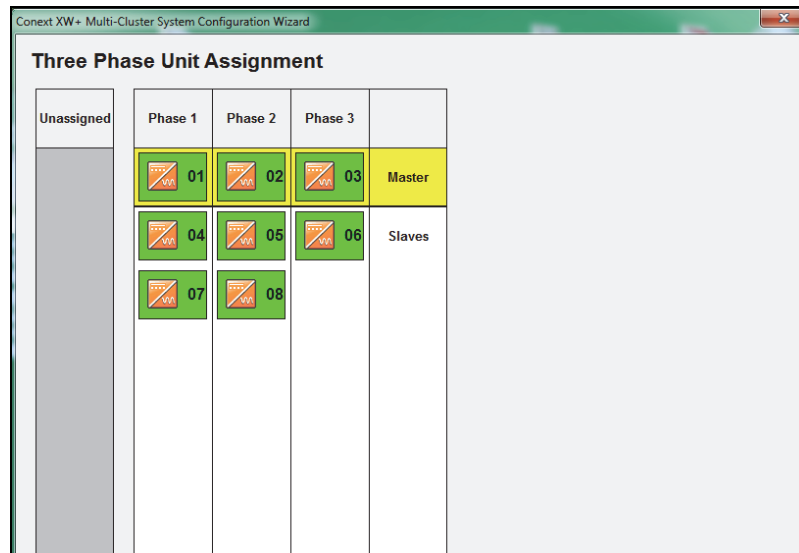 Conext XW+ Multi-Cluster System Configuration Wizard
Three Phase Unit Assignment
Unassigned Phase 1 Phase 2 Phase 3
01 02 03 Master
04 05 06 Slaves
07 08